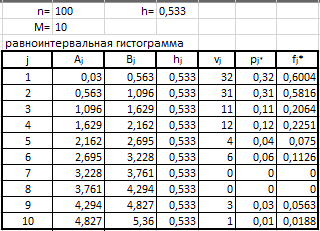 n= 100 h= 0,533
M= 10
равноинтервальная гистограмма
j Aj Bj hj vj pj* fj*
1 0,03 0,563 0,533 32 0,32 0,6004
2 0,563 1,096 0,533 31 0,31 0,5816
3 1,096 1,629 0,533 11 0,11 0,2064
4 1,629 2,162 0,533 12 0,12 0,2251
5 2,162 2,695 0,533 4 0,04 0,075
6 2,695 3,228 0,533 6 0,06 0,1126
7 3,228 3,761 0,533 0 0 0
8 3,761 4,294 0,533 0 0 0
9 4,294 4,827 0,533 3 0,03 0,0563
10 4,827 5,36 0,533 1 0,01 0,0188